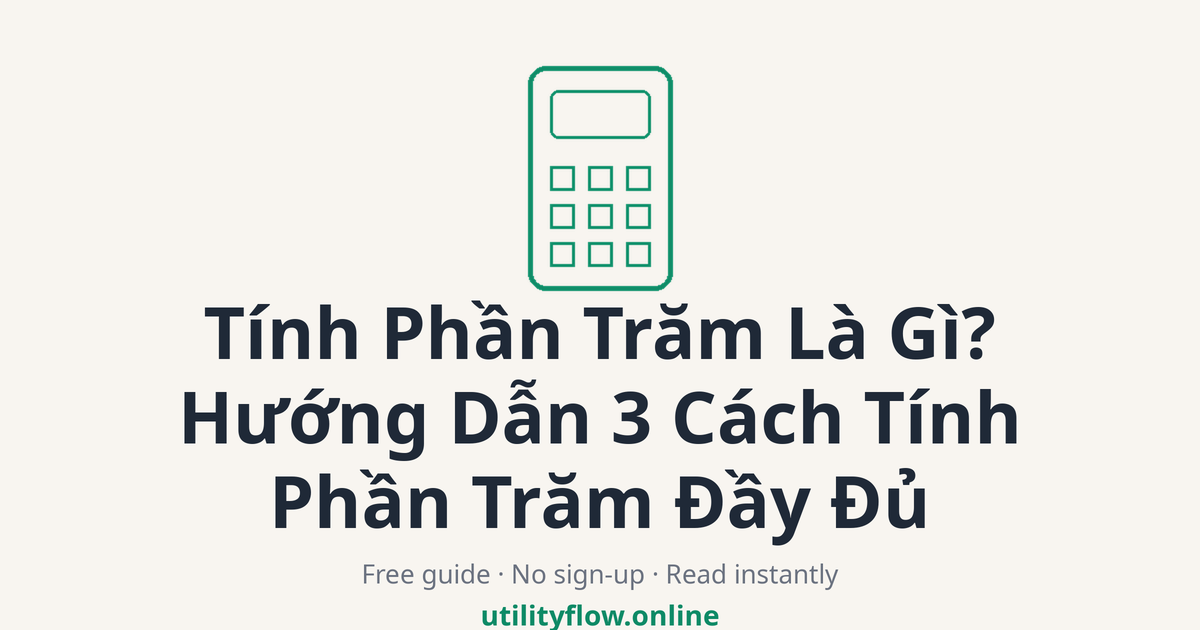 Tính Phần Trăm Là Gì?
Hướng Dẫn 3 Cách Tính
Phần Trăm Đầy Đủ
Free guide · No sign-up · Read instantly
utilityflow.online